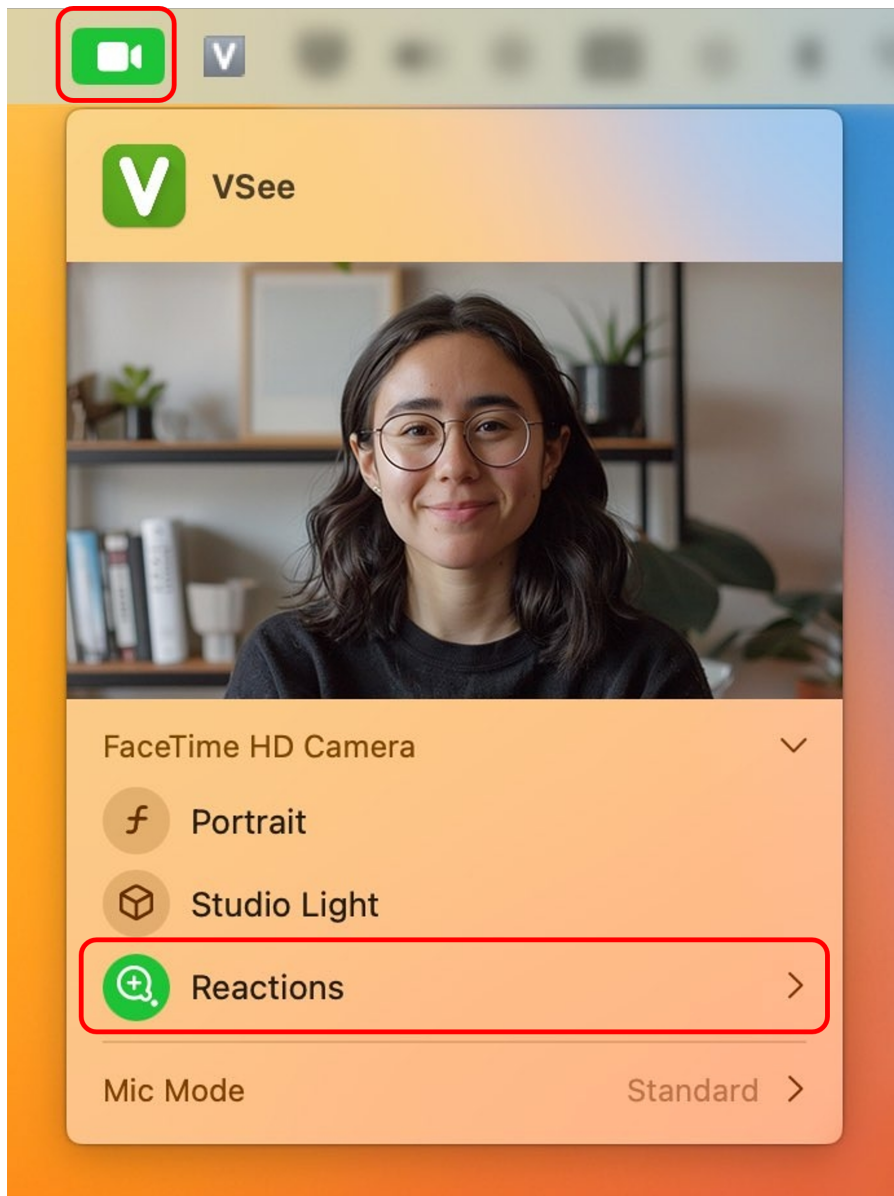 V
V
VSee
FaceTime HD Camera
Portrait
Studio Light
Reactions
Mic Mode Standard